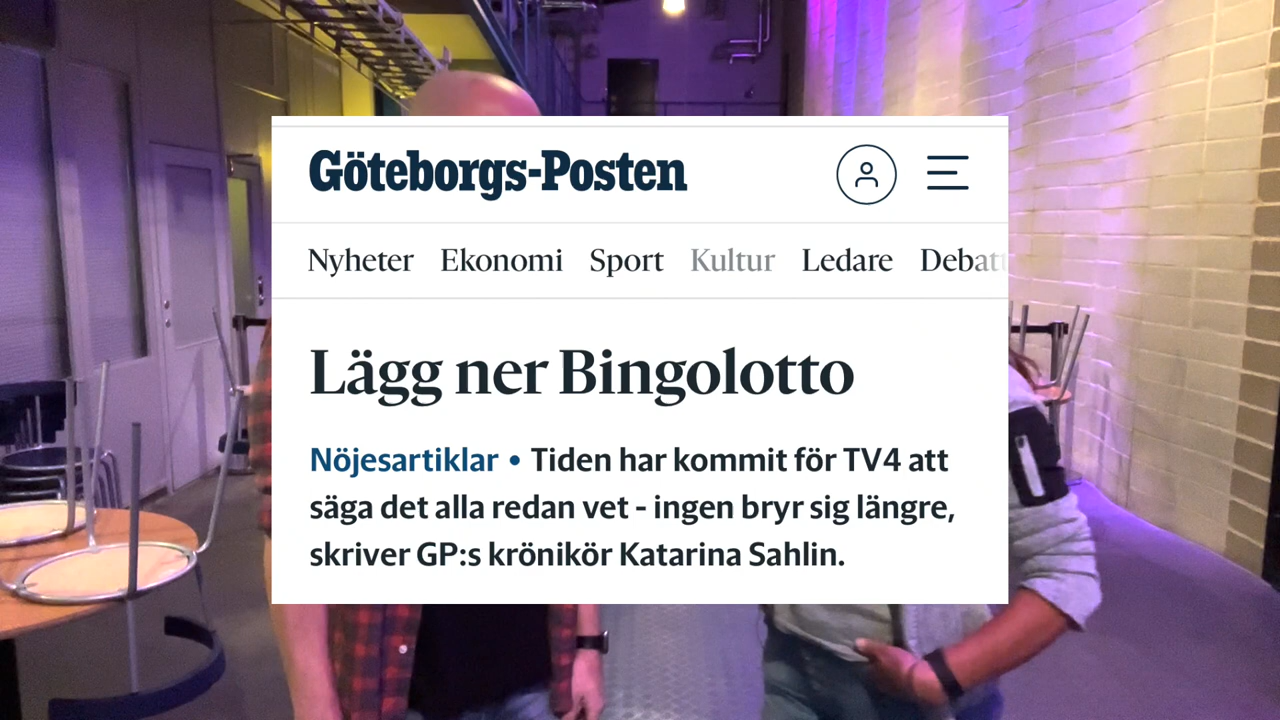 Göteborgs-Posten
Nyheter Ekonomi Sport Kultur Ledare Debatt
Lägg ner Bingolotto
Nöjesartiklar • Tiden har kommit för TV4 att
säga det alla redan vet - ingen bryr sig längre,
skriver GP:s krönikör Katarina Sahlin.